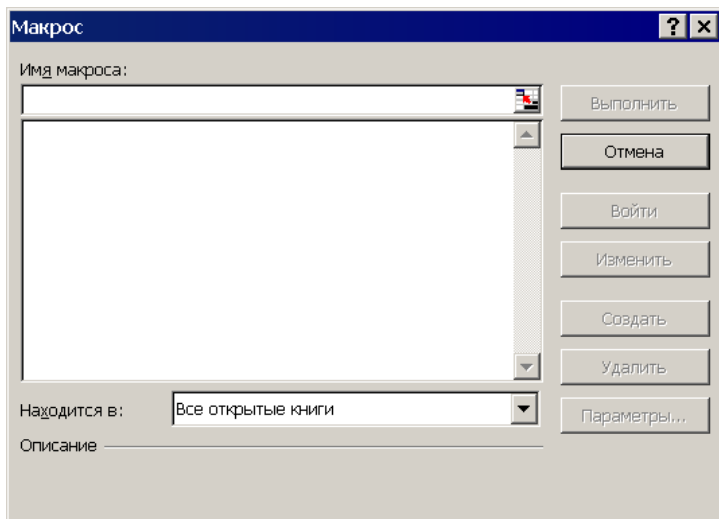 Макрос
Имя макроса:
Выполнить
Отмена
Войти
Изменить
Создать
Удалить
Находится в:
Все открытые книги
Параметры...
Описание